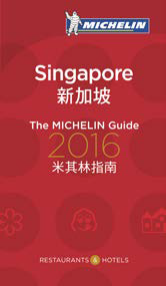 MICHELIN
Singapore
新加坡
The MICHELIN Guide
2016
米其林指南
RESTAURANTS & HOTELS